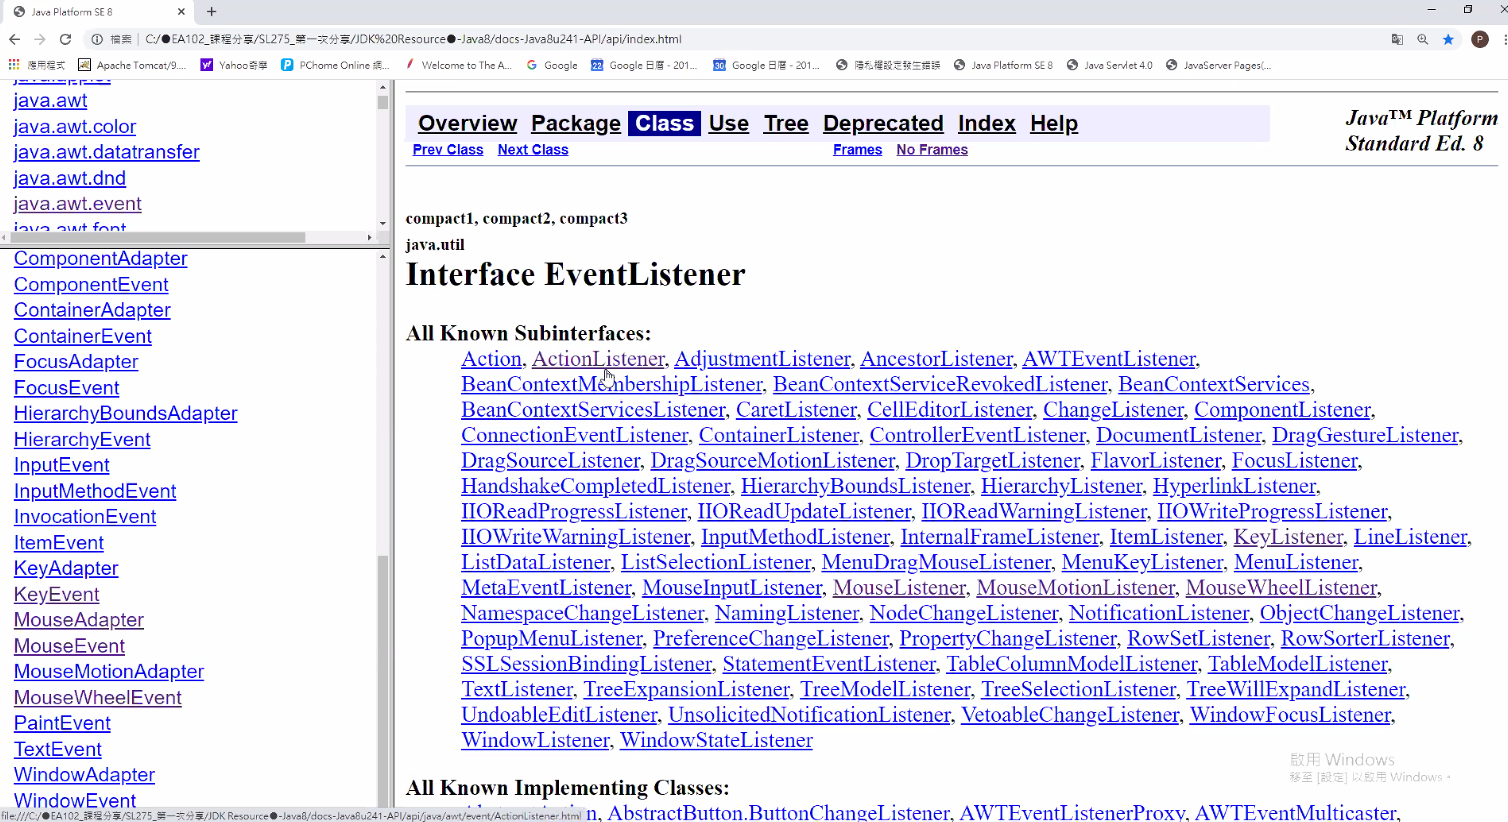 Java Platform SE 8
檔案 | C:/●EA102_課程分享/SL275_第一次分享/JDK%20Resource●-Java8/docs-Java8u241-API/api/index.html
P
應用程式 Apache Tomcat/9.... Yahoo奇摩 PChome Online 網... Welcome to The A... Google Google 日曆 - 201... Google 日曆 - 201... 隱私權設定發生錯誤 Java Platform SE 8 Java Servlet 4.0 JavaServer Pages(...
java.applet
java.awt
java.awt.color
java.awt.datatransfer
java.awt.dnd
java.awt.event
java.awt.font
ComponentAdapter
ComponentEvent
ContainerAdapter
ContainerEvent
FocusAdapter
FocusEvent
HierarchyBoundsAdapter
HierarchyEvent
InputEvent
InputMethodEvent
InvocationEvent
ItemEvent
KeyAdapter
KeyEvent
MouseAdapter
MouseEvent
MouseMotionAdapter
MouseWheelEvent
PaintEvent
TextEvent
WindowAdapter
WindowEvent
Overview Package Class Use Tree Deprecated Index Help
Java™ Platform
Standard Ed. 8
Prev Class Next Class Frames No Frames
compact1, compact2, compact3
java.util
Interface EventListener
All Known Subinterfaces:
Action, ActionListener, AdjustmentListener, AncestorListener, AWTEventListener,
BeanContextMembershipListener, BeanContextServiceRevokedListener, BeanContextServices,
BeanContextServicesListener, CaretListener, CellEditorListener, ChangeListener, ComponentListener,
ConnectionEventListener, ContainerListener, ControllerEventListener, DocumentListener, DragGestureListener,
DragSourceListener, DragSourceMotionListener, DropTargetListener, FlavorListener, FocusListener,
HandshakeCompletedListener, HierarchyBoundsListener, HierarchyListener, HyperlinkListener,
IIOReadProgressListener, IIOReadUpdateListener, IIOReadWarningListener, IIOWriteProgressListener,
IIOWriteWarningListener, InputMethodListener, InternalFrameListener, ItemListener, KeyListener, LineListener,
ListDataListener, ListSelectionListener, MenuDragMouseListener, MenuKeyListener, MenuListener,
MetaEventListener, MouseInputListener, MouseListener, MouseMotionListener, MouseWheelListener,
NamespaceChangeListener, NamingListener, NodeChangeListener, NotificationListener, ObjectChangeListener,
PopupMenuListener, PreferenceChangeListener, PropertyChangeListener, RowSetListener, RowSorterListener,
SSLSessionBindingListener, StatementEventListener, TableColumnModelListener, TableModelListener,
TextListener, TreeExpansionListener, TreeModelListener, TreeSelectionListener, TreeWillExpandListener,
UndoableEditListener, UnsolicitedNotificationListener, VetoableChangeListener, WindowFocusListener,
WindowListener, WindowStateListener
All Known Implementing Classes:
n, AbstractButton.ButtonChangeListener, AWTEventListenerProxy, AWTEventMulticaster,
啟用 Windows
移至 [設定] 以啟用 Windows。
file:///C:/●EA102_課程分享/SL275_第一次分享/JDK Resource●-Java8/docs-Java8u241-API/api/java/awt/event/ActionListener.html